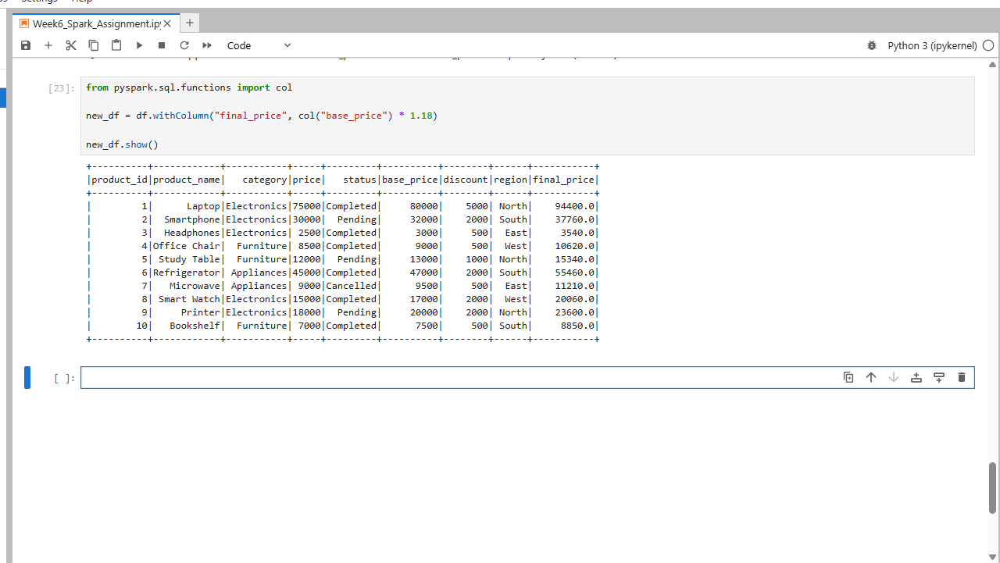 Settings Help
Week6_Spark_Assignment.ipy
Code
Python 3 (ipykernel)
[23]:
from pyspark.sql.functions import col
new_df = df.withColumn("final_price", col("base_price") * 1.18)
new_df.show()
+----------+------------+-----------+-----+---------+----------+--------+------+-----------+
|product_id|product_name|   category|price|   status|base_price|discount|region|final_price|
+----------+------------+-----------+-----+---------+----------+--------+------+-----------+
|         1|      Laptop|Electronics|75000|Completed|     80000|    5000| North|    94400.0|
|         2|  Smartphone|Electronics|30000|  Pending|     32000|    2000| South|    37760.0|
|         3|  Headphones|Electronics| 2500|Completed|      3000|     500|  East|     3540.0|
|         4|Office Chair|  Furniture| 8500|Completed|      9000|     500|  West|    10620.0|
|         5| Study Table|  Furniture|12000|  Pending|     13000|    1000| North|    15340.0|
|         6|Refrigerator| Appliances|45000|Completed|     47000|    2000| South|    55460.0|
|         7|   Microwave| Appliances| 9000|Cancelled|      9500|     500|  East|    11210.0|
|         8| Smart Watch|Electronics|15000|Completed|     17000|    2000|  West|    20060.0|
|         9|     Printer|Electronics|18000|  Pending|     20000|    2000| North|    23600.0|
|        10|   Bookshelf|  Furniture| 7000|Completed|      7500|     500| South|     8850.0|
+----------+------------+-----------+-----+---------+----------+--------+------+-----------+
[ ]: